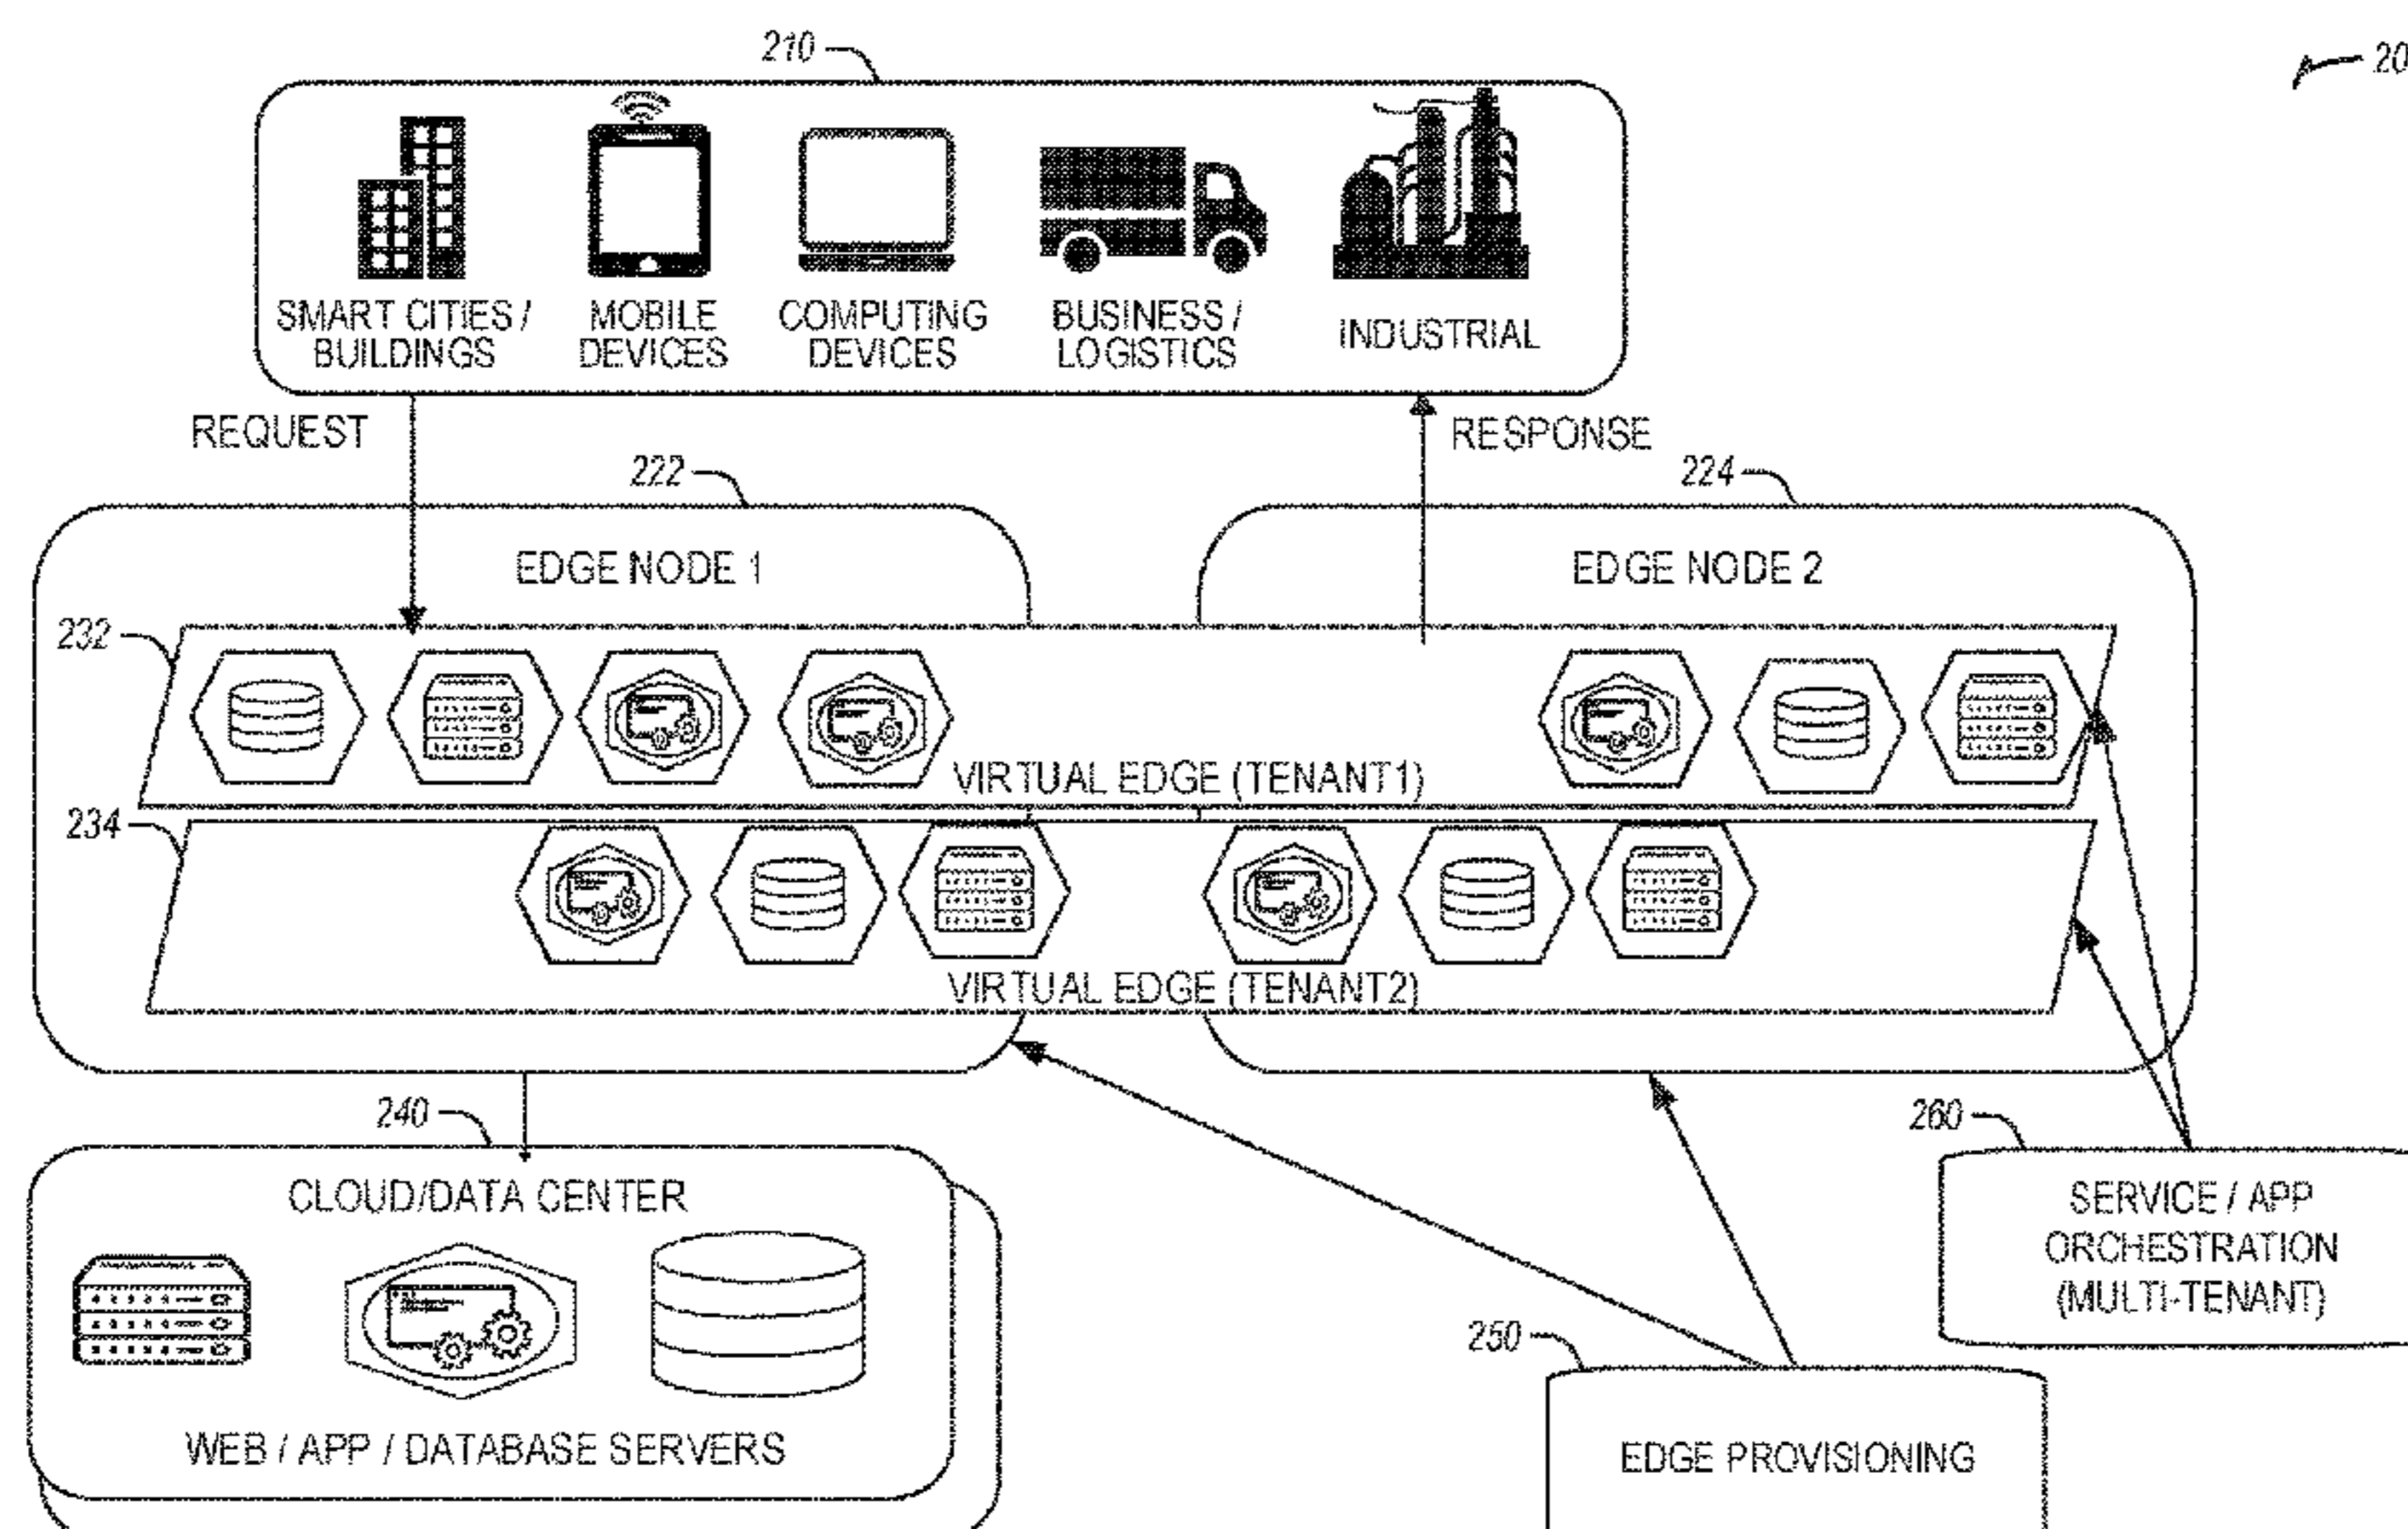 210
20
SMART CITIES /
BUILDINGS
MOBILE
DEVICES
COMPUTING
DEVICES
BUSINESS /
LOGISTICS
INDUSTRIAL
REQUEST
RESPONSE
222
224
EDGE NODE 1
EDGE NODE 2
232
VIRTUAL EDGE (TENANT1)
234
VIRTUAL EDGE (TENANT2)
240
260
CLOUD/DATA CENTER
SERVICE / APP
ORCHESTRATION
(MULTI-TENANT)
250
WEB / APP / DATABASE SERVERS
EDGE PROVISIONING